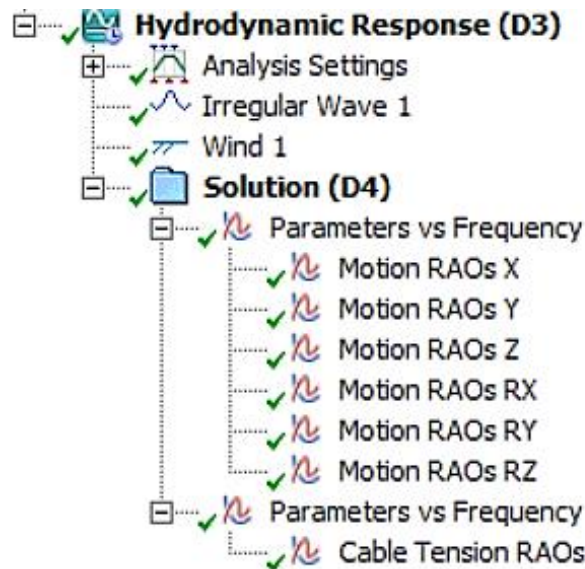 Hydrodynamic Response (D3)
Analysis Settings
Irregular Wave 1
Wind 1
Solution (D4)
Parameters vs Frequency
Motion RAOs X
Motion RAOs Y
Motion RAOs Z
Motion RAOs RX
Motion RAOs RY
Motion RAOs RZ
Parameters vs Frequency
Cable Tension RAOs